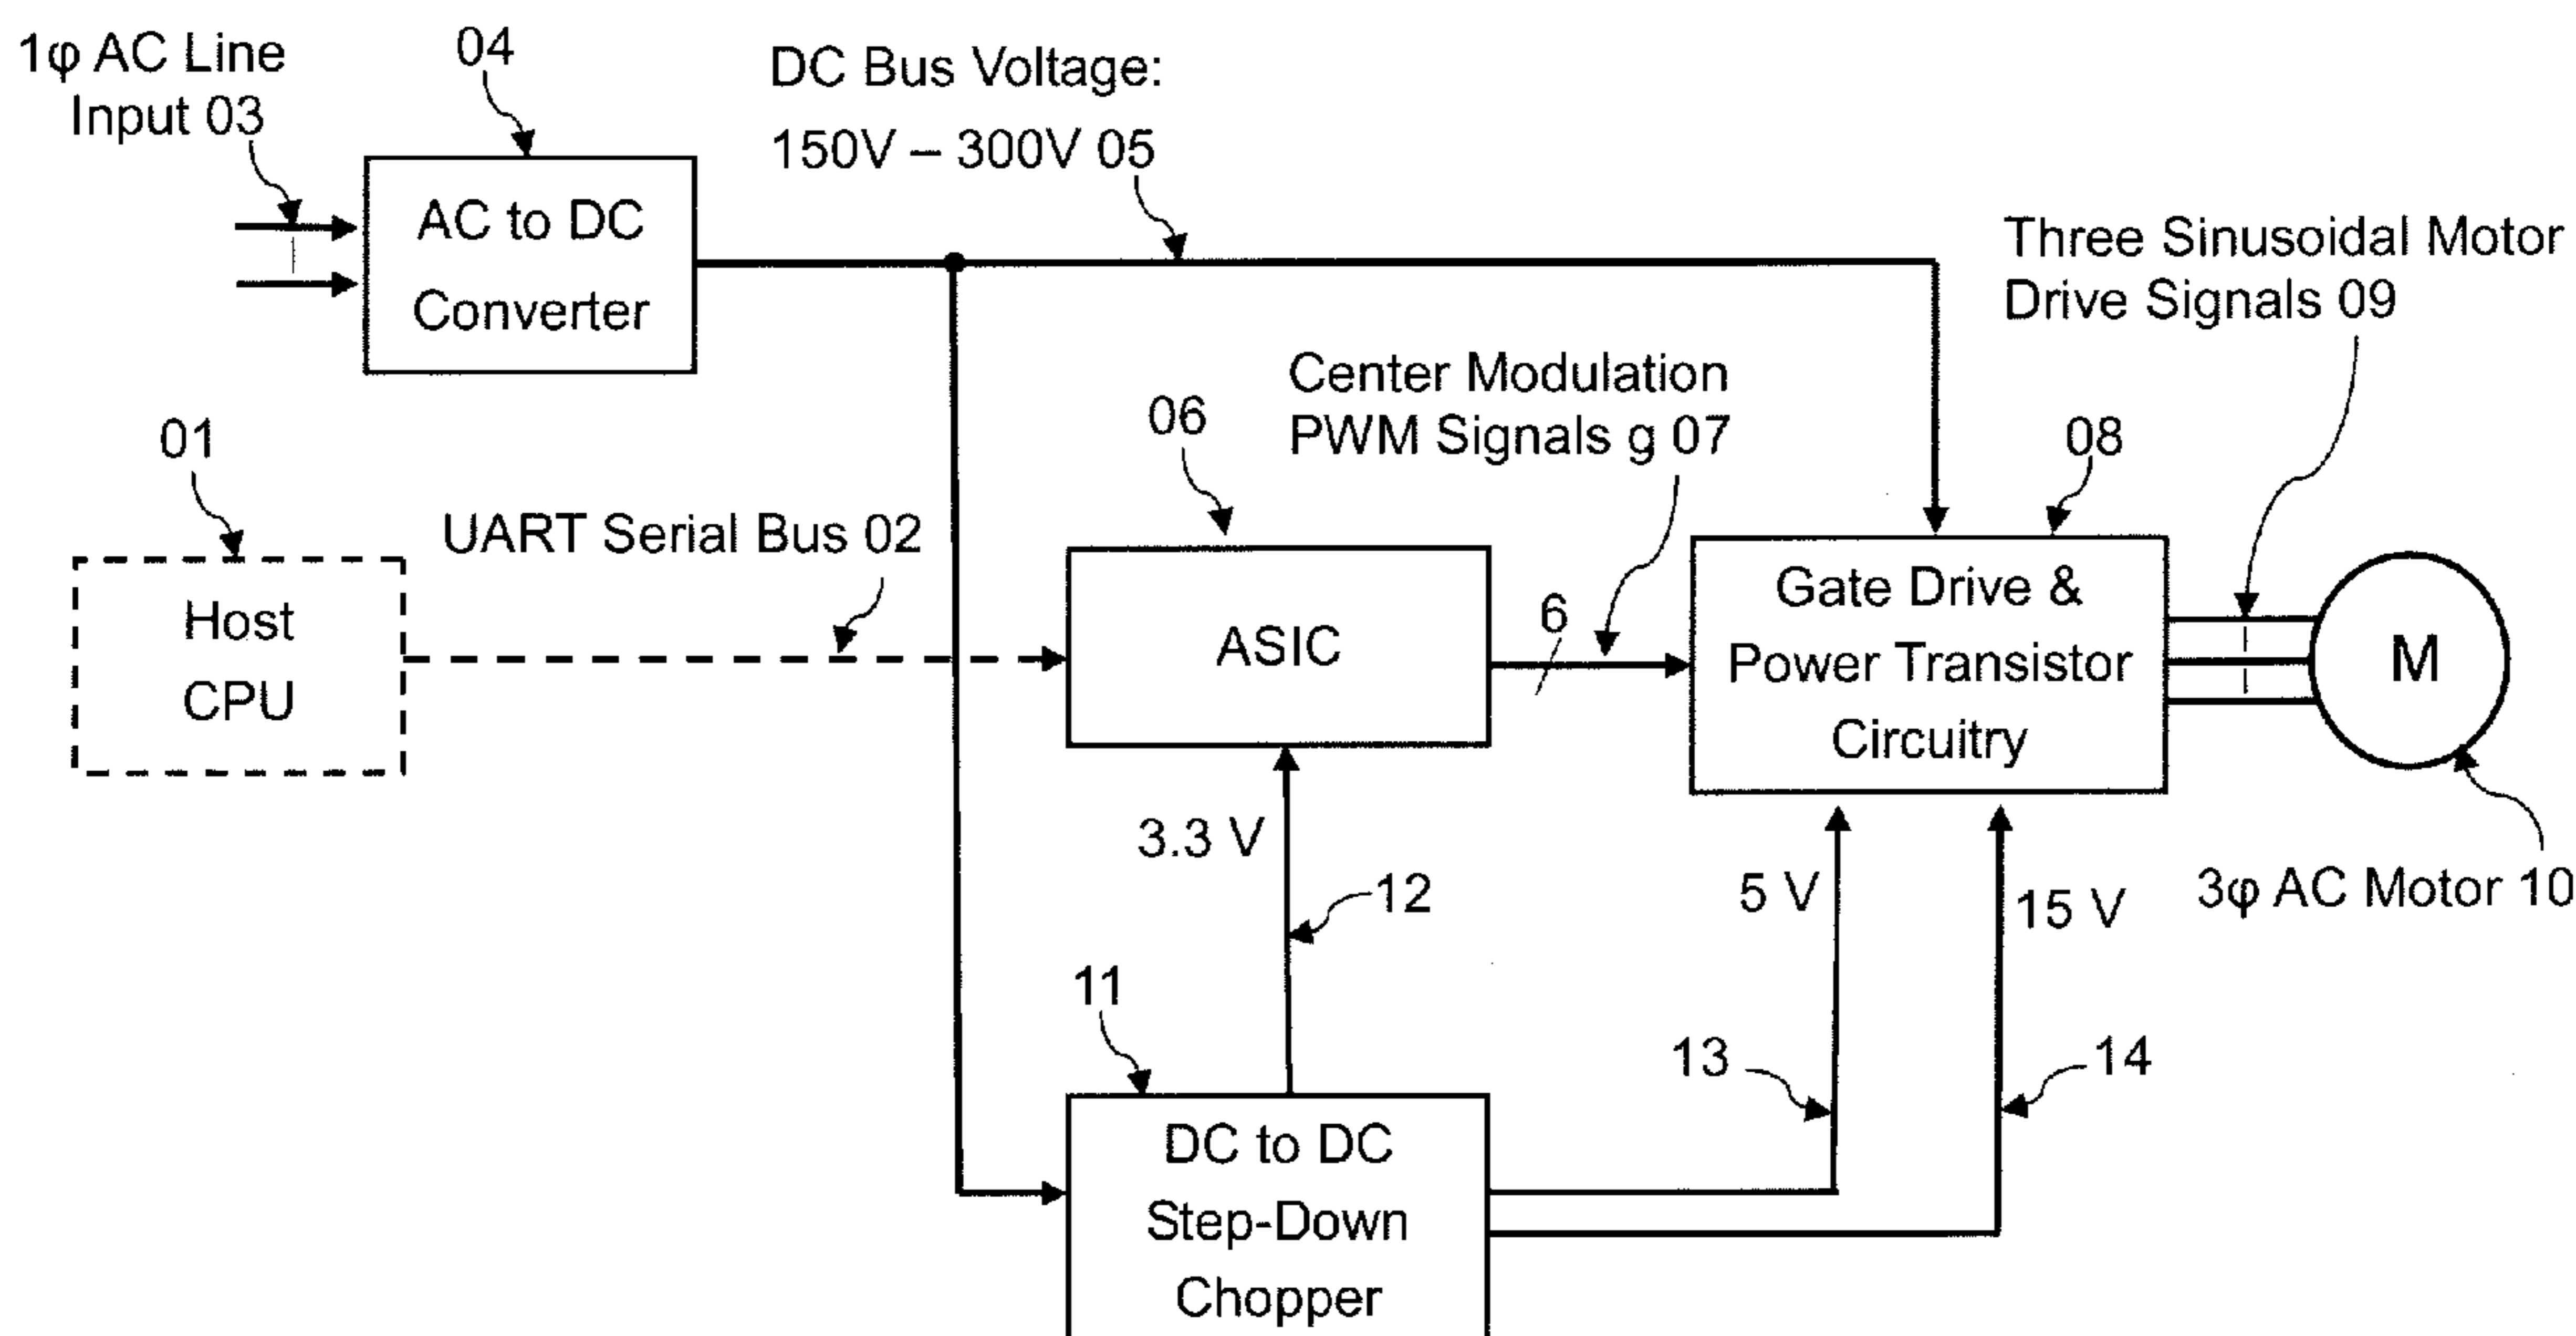 1φ AC Line
Input 03
04
DC Bus Voltage:
150V – 300V 05
AC to DC
Converter
Three Sinusoidal Motor
Drive Signals 09
Center Modulation
PWM Signals g 07
06
08
01
UART Serial Bus 02
Host
CPU
ASIC
6
Gate Drive &
Power Transistor
Circuitry
M
3.3 V
12
5 V
15 V
3φ AC Motor 10
11
13
14
DC to DC
Step-Down
Chopper